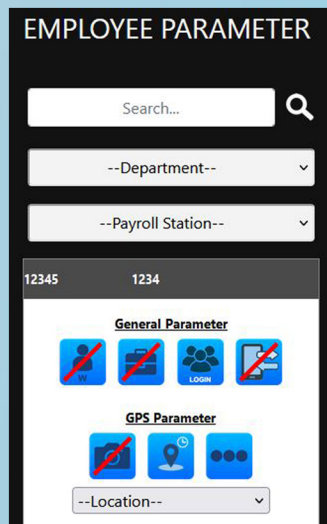 EMPLOYEE PARAMETER
Search...
--Department--
--Payroll Station--
12345 1234
General Parameter
W
LOGIN
GPS Parameter
--Location--